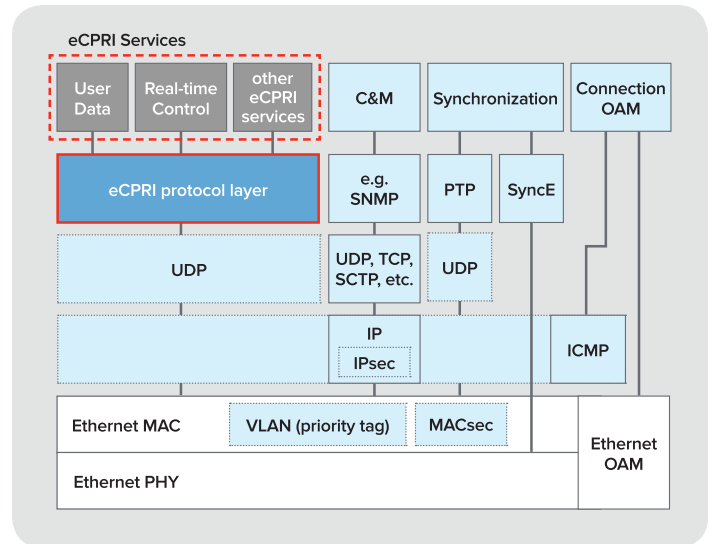 eCPRI Services
User
Data
Real-time
Control
other
eCPRI
services
C&M
Synchronization
Connection
OAM
eCPRI protocol layer
e.g.
SNMP
PTP
SyncE
UDP
UDP, TCP,
SCTP, etc.
UDP
IP
IPsec
ICMP
Ethernet MAC
VLAN (priority tag)
MACsec
Ethernet
OAM
Ethernet PHY